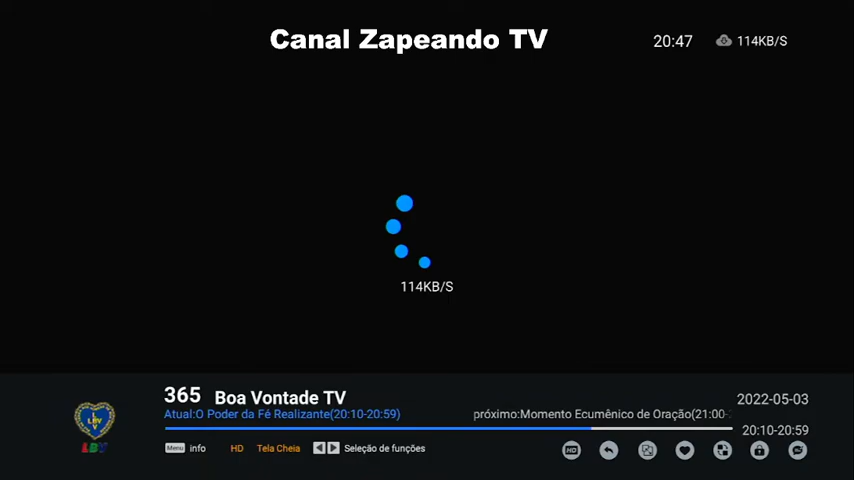 Canal Zapeando TV
20:47
114KB/S
114KB/S
365 Boa Vontade TV
2022-05-03
Atual:O Poder da Fé Realizante(20:10-20:59)
próximo:Momento Ecumênico de Oração(21:00-
20:10-20:59
LBV
Menu info
HD
Tela Cheia
Seleção de funções
HD